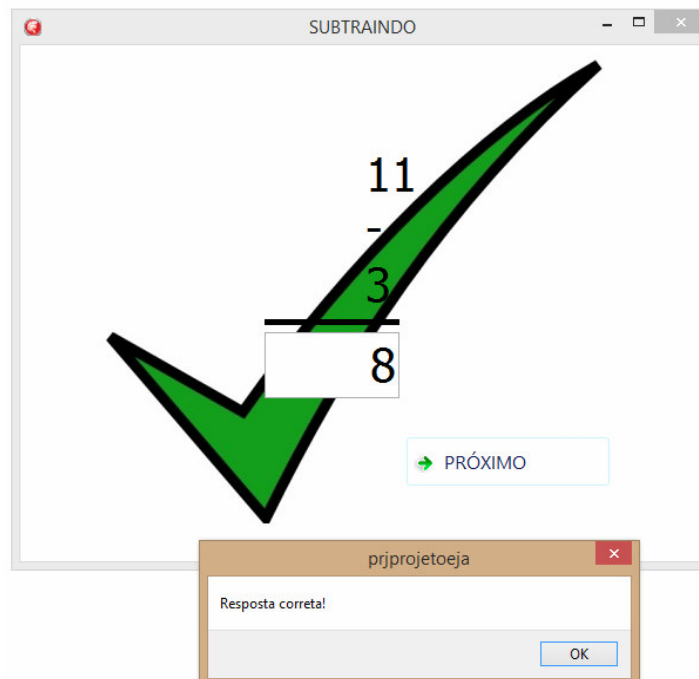 SUBTRAINDO
11
-
3
8
PRÓXIMO
prjprojetoeja
Resposta correta!
OK